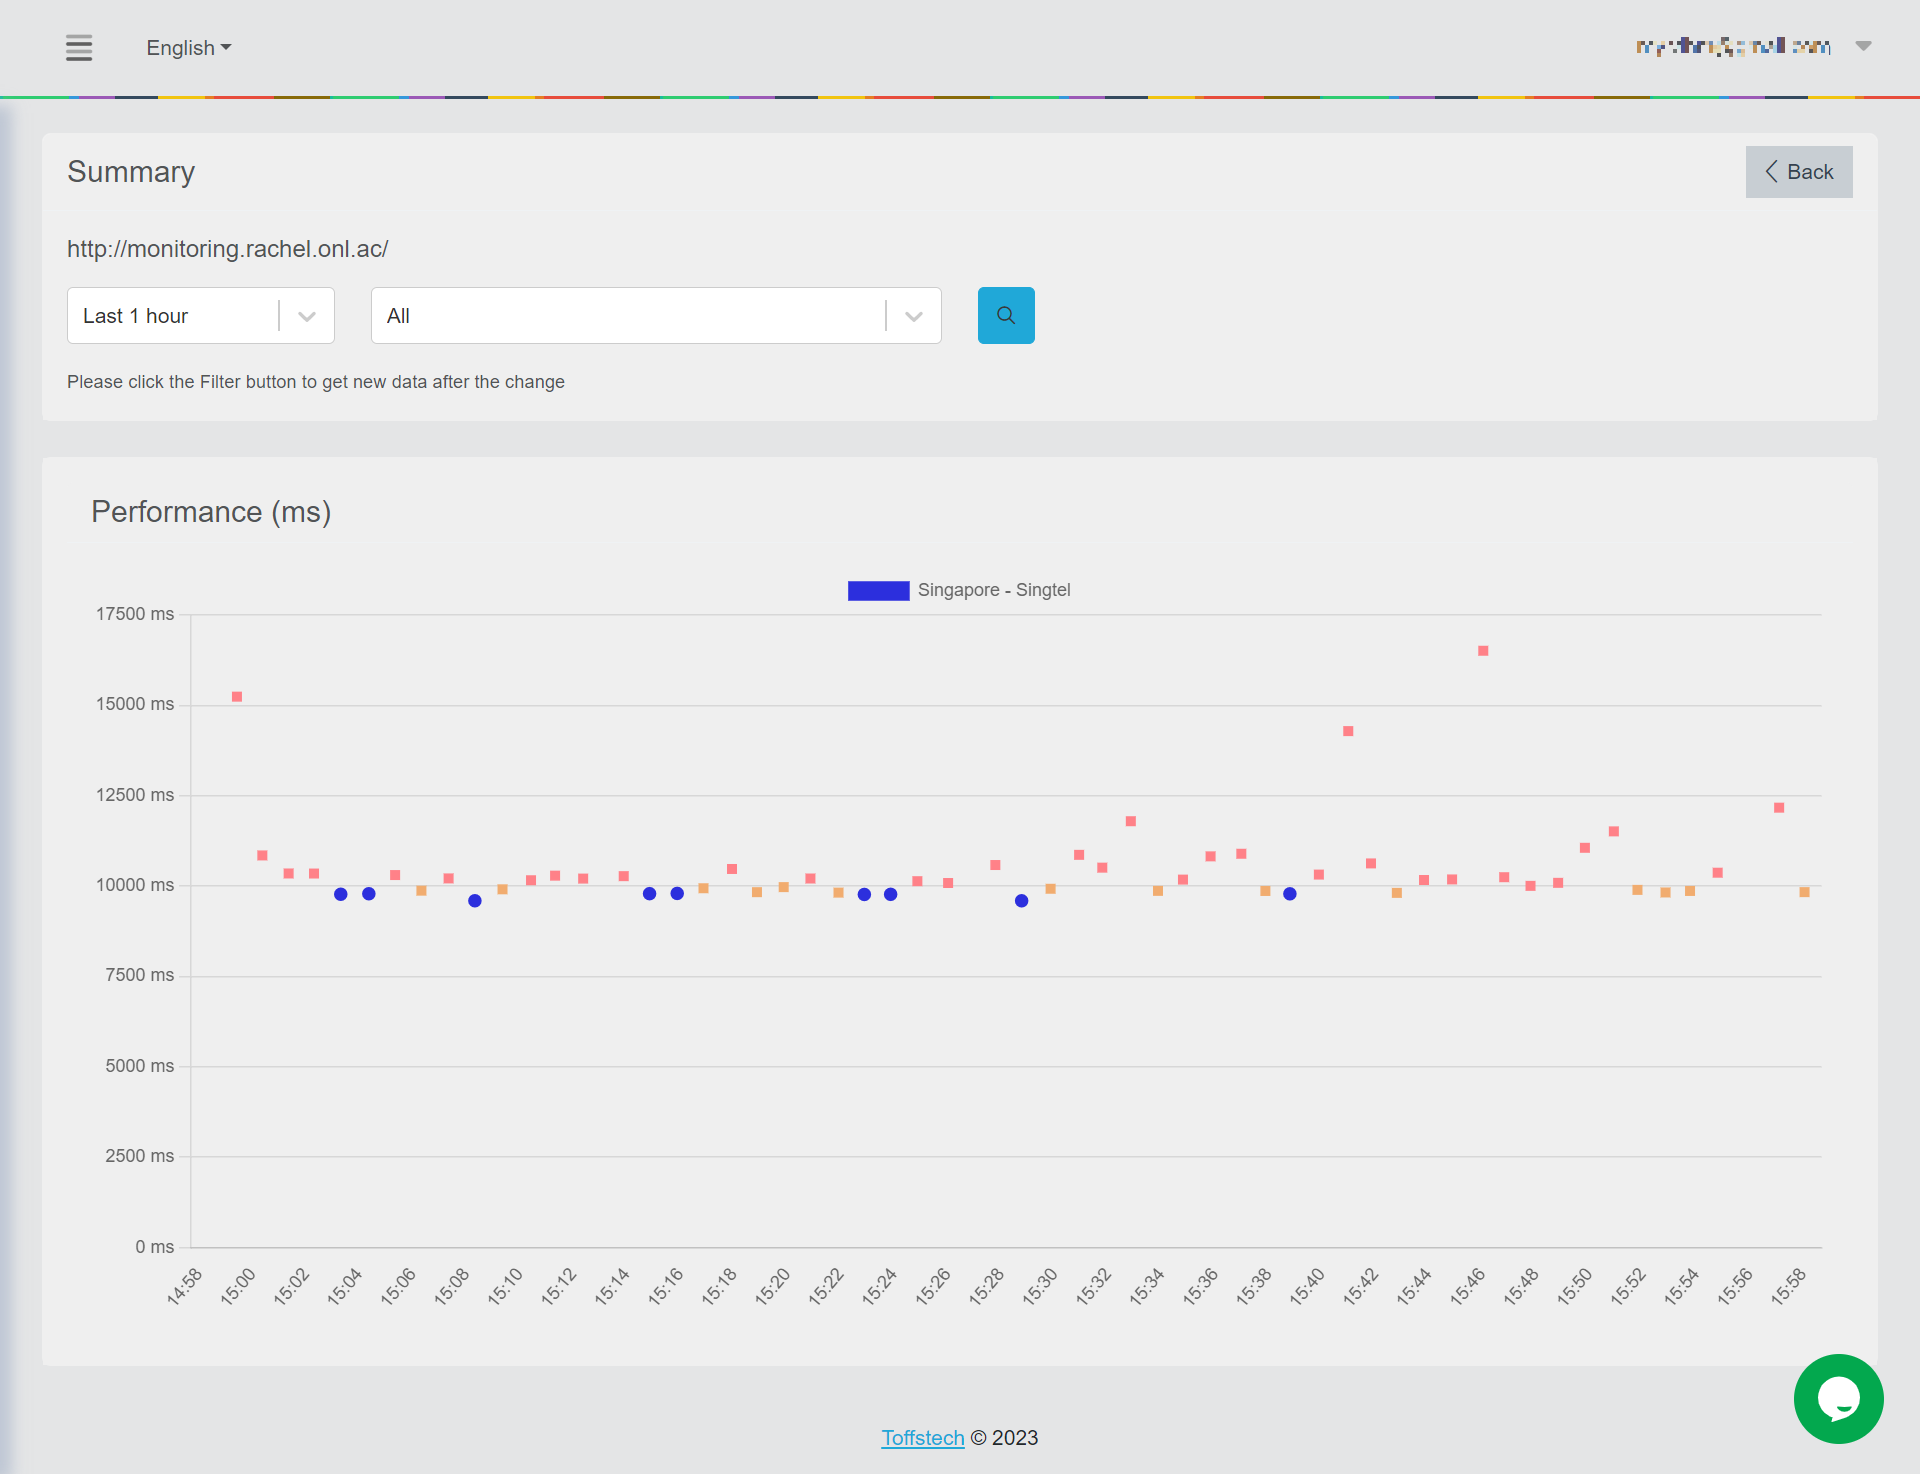 English
Summary
Back
http://monitoring.rachel.onl.ac/
Last 1 hour
All
Please click the Filter button to get new data after the change
Performance (ms)
Singapore - Singtel
17500 ms
15000 ms
12500 ms
10000 ms
7500 ms
5000 ms
2500 ms
0 ms
14:58 15:00 15:02 15:04 15:06 15:08 15:10 15:12 15:14 15:16 15:18 15:20 15:22 15:24 15:26 15:28 15:30 15:32 15:34 15:36 15:38 15:40 15:42 15:44 15:46 15:48 15:50 15:52 15:54 15:56 15:58
Toffstech © 2023